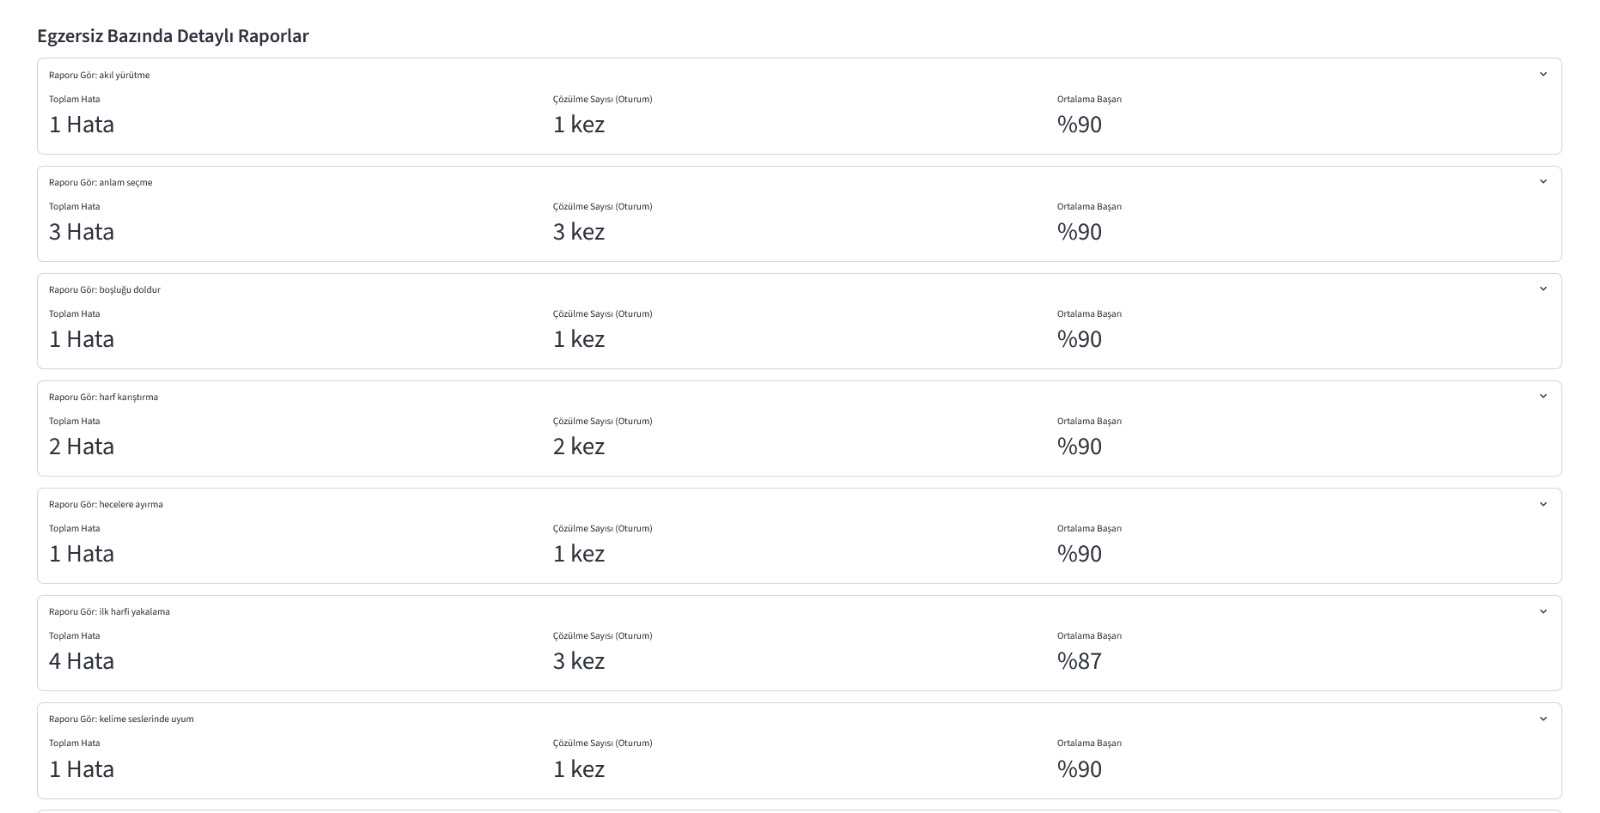 Egzersiz Bazında Detaylı Raporlar
Raporu Gör: akıl yürütme
Toplam Hata
Çözülme Sayısı (Oturum)
Ortalama Başarı
1 Hata
1 kez
%90
Raporu Gör: anlam seçme
Toplam Hata
Çözülme Sayısı (Oturum)
Ortalama Başarı
3 Hata
3 kez
%90
Raporu Gör: boşluğu doldur
Toplam Hata
Çözülme Sayısı (Oturum)
Ortalama Başarı
1 Hata
1 kez
%90
Raporu Gör: harf karıştırma
Toplam Hata
Çözülme Sayısı (Oturum)
Ortalama Başarı
2 Hata
2 kez
%90
Raporu Gör: hecelere ayırma
Toplam Hata
Çözülme Sayısı (Oturum)
Ortalama Başarı
1 Hata
1 kez
%90
Raporu Gör: ilk harfi yakalama
Toplam Hata
Çözülme Sayısı (Oturum)
Ortalama Başarı
4 Hata
3 kez
%87
Raporu Gör: kelime seslerinde uyum
Toplam Hata
Çözülme Sayısı (Oturum)
Ortalama Başarı
1 Hata
1 kez
%90